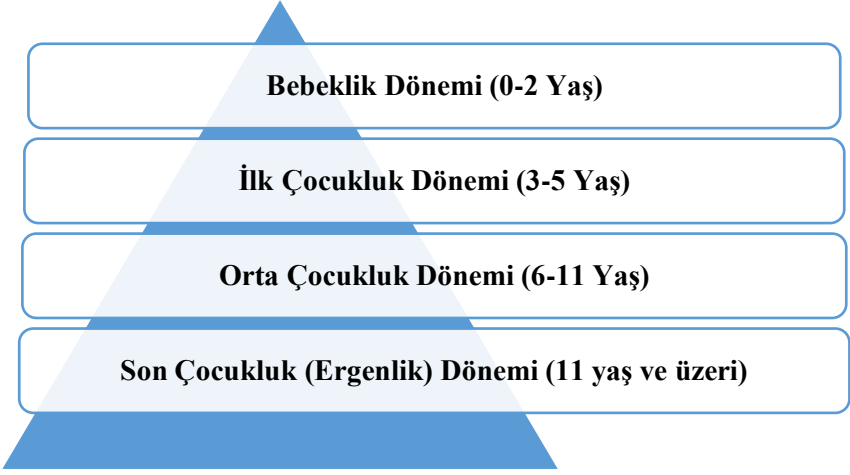 Bebeklik Dönemi (0-2 Yaş)
İlk Çocukluk Dönemi (3-5 Yaş)
Orta Çocukluk Dönemi (6-11 Yaş)
Son Çocukluk (Ergenlik) Dönemi (11 yaş ve üzeri)